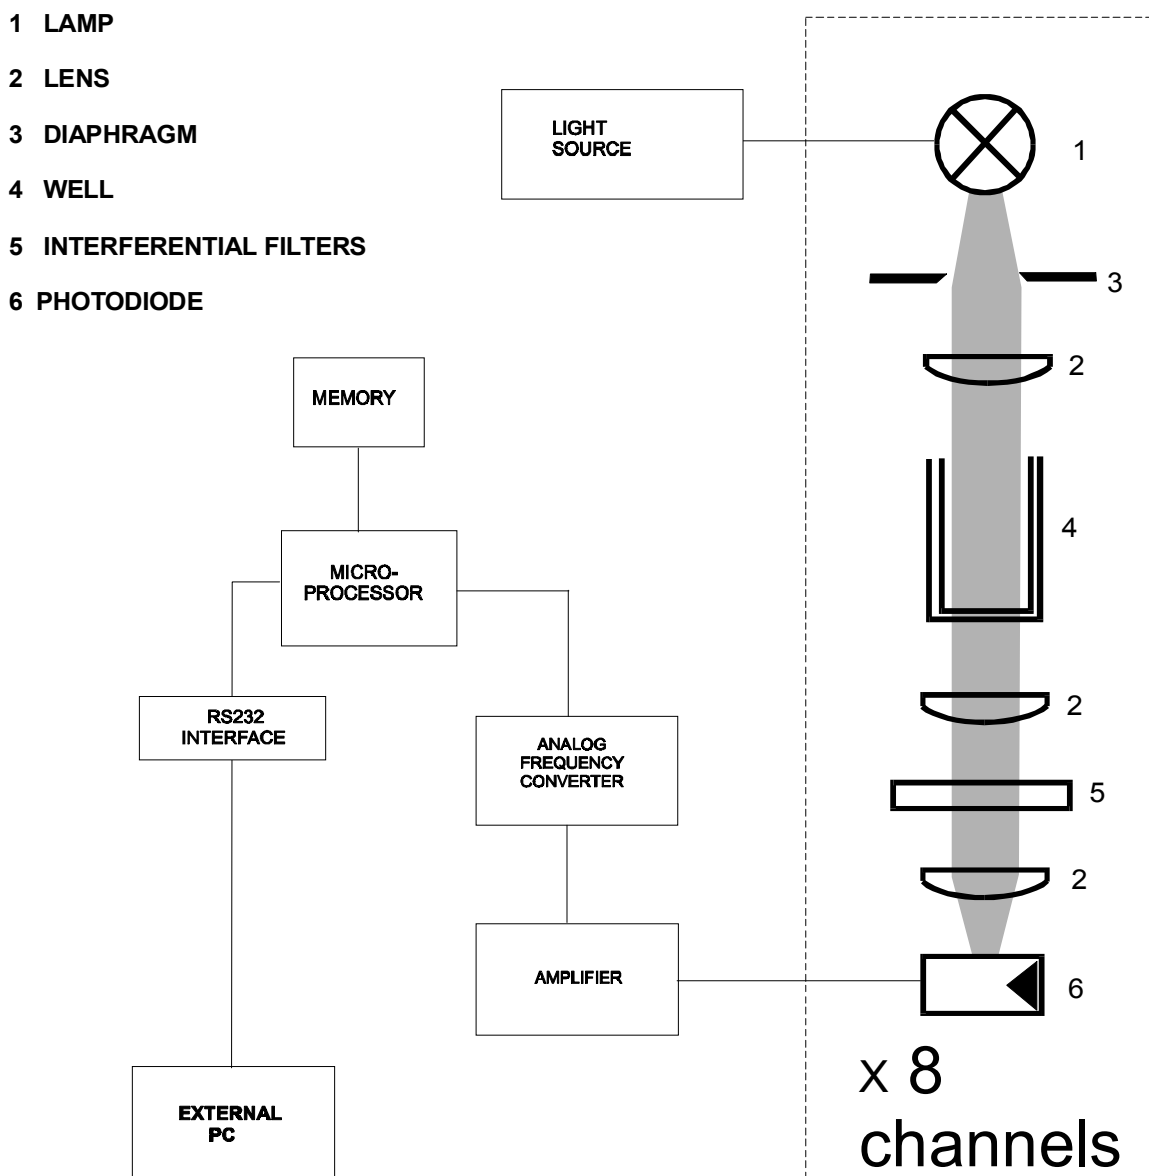 1 LAMP
2 LENS
3 DIAPHRAGM
4 WELL
5 INTERFERENTIAL FILTERS
6 PHOTODIODE
LIGHT
SOURCE
1
3
2
MEMORY
4
MICRO-
PROCESSOR
RS232
INTERFACE
ANALOG
FREQUENCY
CONVERTER
2
5
2
AMPLIFIER
6
EXTERNAL
PC
x 8
channels